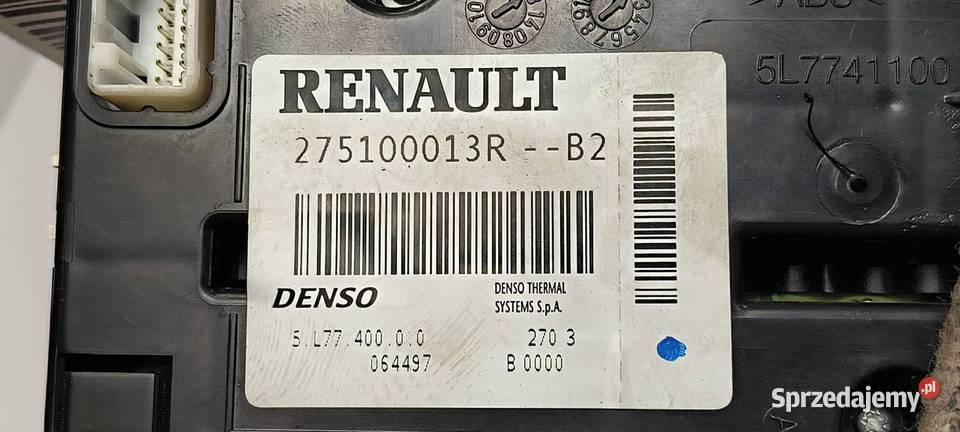 >ABS<
5L7741100
RENAULT
275100013R --B2
DENSO
DENSO THERMAL
SYSTEMS S.p.A.
5.L77.400.0.0
270 3
064497
B 0000
Sprzedajemy.pl
A